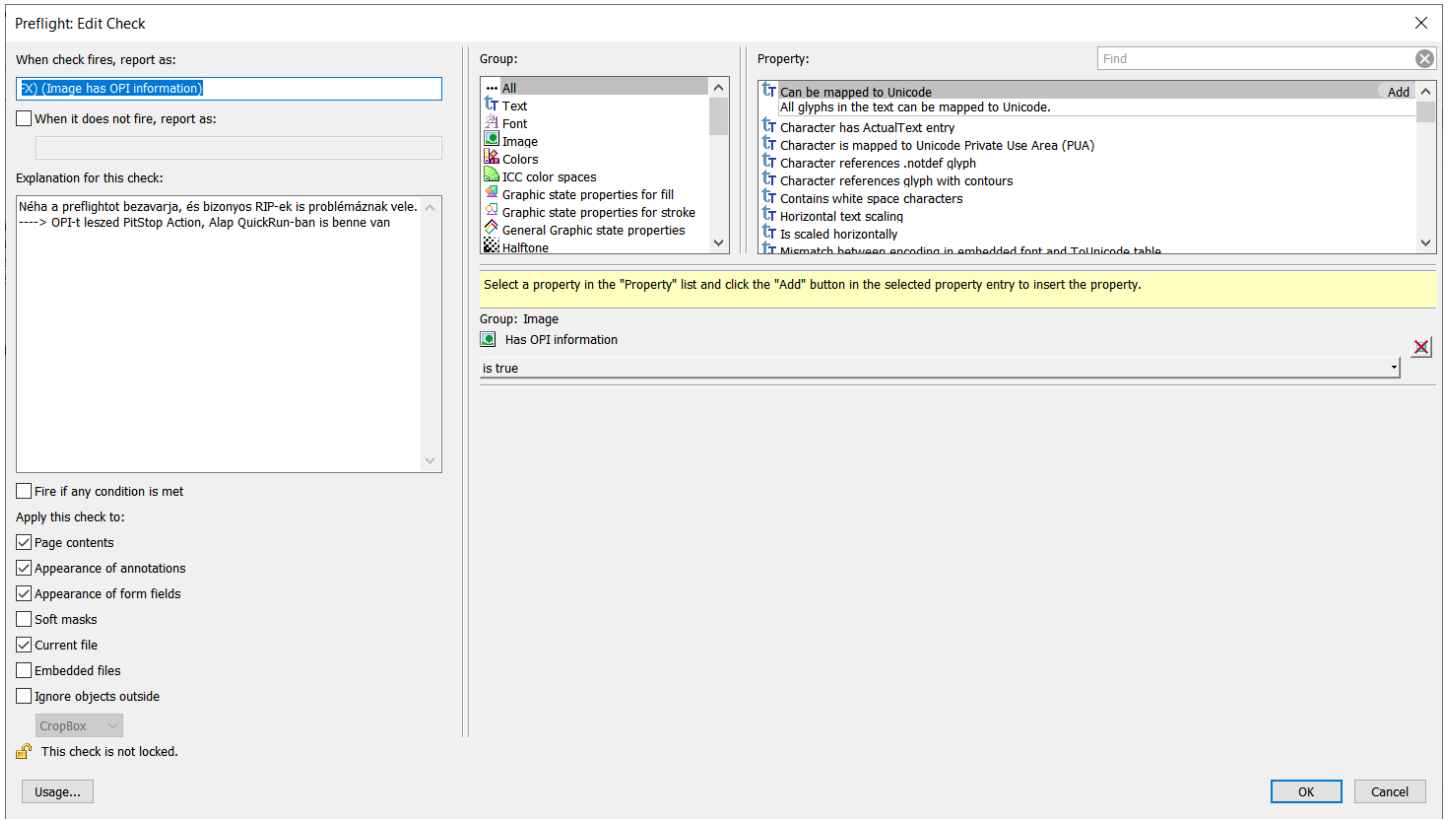 Preflight: Edit Check
When check fires, report as:
FX) (Image has OPI information)
When it does not fire, report as:
Explanation for this check:
Néha a preflightot bezavarja, és bizonyos RIP-ek is problémáznak vele.
----> OPI-t leszed PitStop Action, Alap QuickRun-ban is benne van
Fire if any condition is met
Apply this check to:
Page contents
Appearance of annotations
Appearance of form fields
Soft masks
Current file
Embedded files
Ignore objects outside
CropBox
This check is not locked.
Usage...
Group:
All
Text
Font
Image
Colors
ICC color spaces
Graphic state properties for fill
Graphic state properties for stroke
General Graphic state properties
Halftone
Property:
Find
Can be mapped to Unicode Add
All glyphs in the text can be mapped to Unicode.
Character has ActualText entry
Character is mapped to Unicode Private Use Area (PUA)
Character references .notdef glyph
Character references glyph with contours
Contains white space characters
Horizontal text scaling
Is scaled horizontally
Mismatch between encoding in embedded font and ToUnicode table
Select a property in the "Property" list and click the "Add" button in the selected property entry to insert the property.
Group: Image
Has OPI information
is true
OK
Cancel